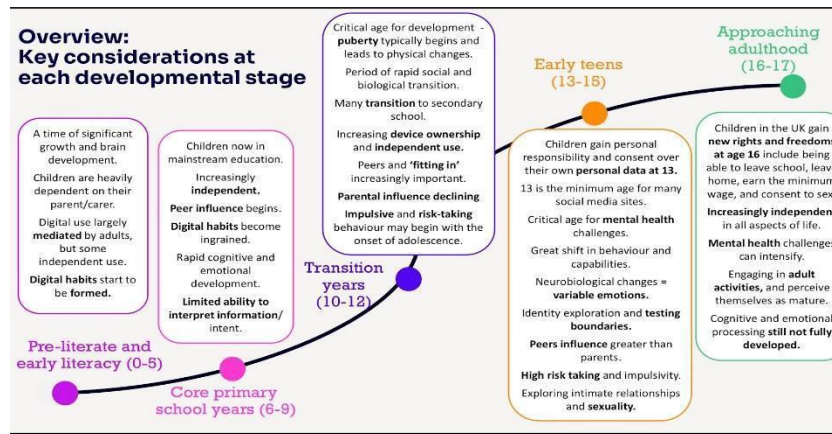 Overview:
Key considerations at
each developmental stage
A time of significant
growth and brain
development.
Children are heavily
dependent on their
parent/carer.
Digital use largely
mediated by adults,
but some
independent use.
Digital habits start to
be formed.
Pre-literate and
early literacy (0-5)
Children now in
mainstream education.
Increasingly
independent.
Peer influence begins.
Digital habits become
ingrained.
Rapid cognitive and
emotional
development.
Limited ability to
interpret information/
intent.
Core primary
school years (6-9)
Critical age for development -
puberty typically begins and
leads to physical changes.
Period of rapid social and
biological transition.
Many transition to secondary
school.
Increasing device ownership
and independent use.
Peers and ‘fitting in’
increasingly important.
Parental influence declining
Impulsive and risk-taking
behaviour may begin with the
onset of adolescence.
Transition
years
(10-12)
Early teens
(13-15)
Children gain personal
responsibility and consent over
their own personal data at 13.
13 is the minimum age for many
social media sites.
Critical age for mental health
challenges.
Great shift in behaviour and
capabilities.
Neurobiological changes =
variable emotions.
Identity exploration and testing
boundaries.
Peers influence greater than
parents.
High risk taking and impulsivity.
Exploring intimate relationships
and sexuality.
Approaching
adulthood
(16-17)
Children in the UK gain
new rights and freedoms
at age 16 include being
able to leave school, leave
home, earn the minimum
wage, and consent to sex
Increasingly independent
in all aspects of life.
Mental health challenges
can intensify.
Engaging in adult
activities, and perceive
themselves as mature.
Cognitive and emotional
processing still not fully
developed.